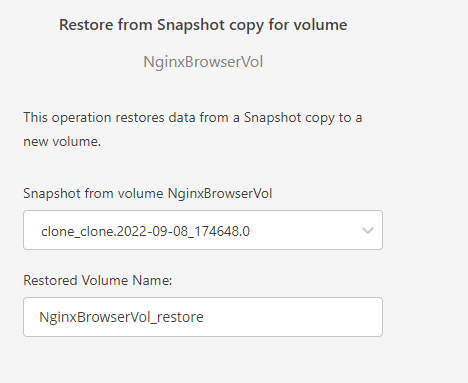 Restore from Snapshot copy for volume
NginxBrowserVol
This operation restores data from a Snapshot copy to a
new volume.
Snapshot from volume NginxBrowserVol
clone_clone.2022-09-08_174648.0
Restored Volume Name:
NginxBrowserVol_restore